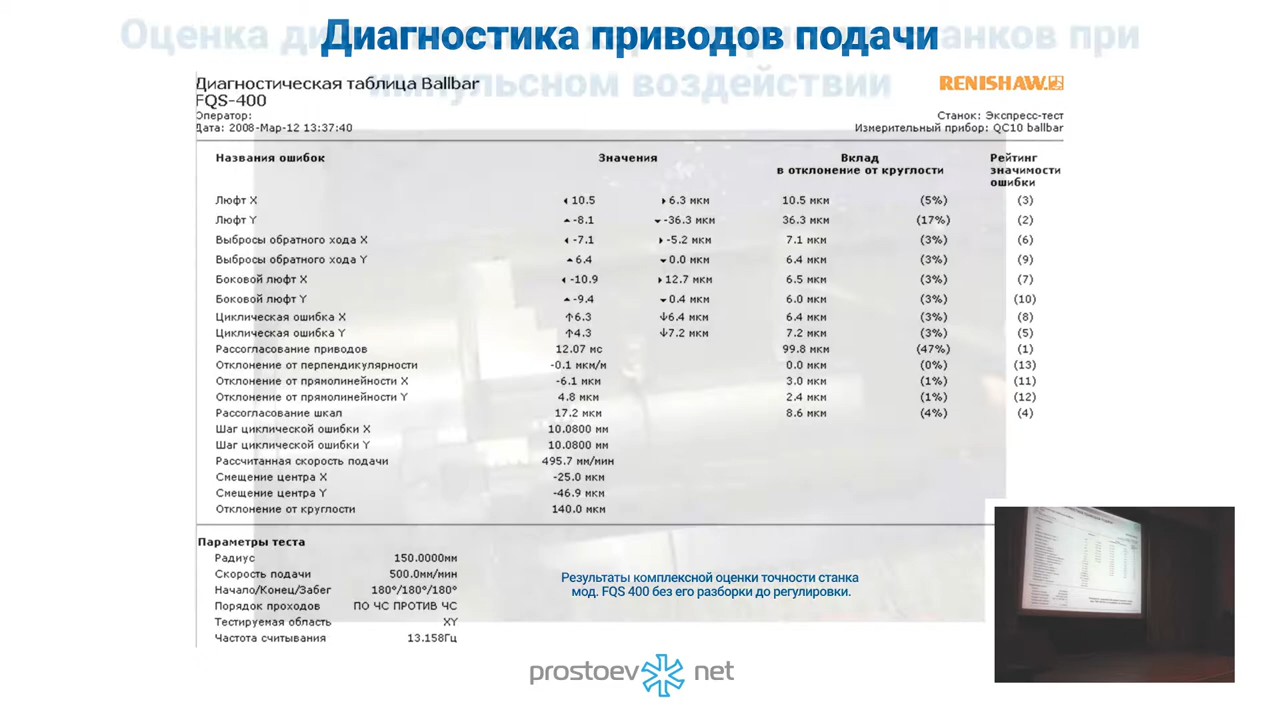 Диагностика приводов подачи
Оценка ди нков при
импульсном воздействии
Диагностическая таблица Ballbar
RENISHAW.
FQS-400
Оператор:
Станок: Экспресс-тест
Дата: 2008-Мар-12 13:37:40
Измерительный прибор: QC10 ballbar
Названия ошибок Значения Вклад в отклонение от круглости Рейтинг значимости ошибки
Люфт X ◂ 10.5 ▸ 6.3 мкм 10.5 мкм (5%) (3)
Люфт Y ▴ -8.1 ▾ -36.3 мкм 36.3 мкм (17%) (2)
Выбросы обратного хода X ◂ -7.1 ▸ -5.2 мкм 7.1 мкм (3%) (6)
Выбросы обратного хода Y ▴ 6.4 ▾ 0.0 мкм 6.4 мкм (3%) (9)
Боковой люфт X ◂ -10.9 ▸ 12.7 мкм 6.5 мкм (3%) (7)
Боковой люфт Y ▴ -9.4 ▾ 0.4 мкм 6.0 мкм (3%) (10)
Циклическая ошибка X ↑6.3 ↓6.4 мкм 6.4 мкм (3%) (8)
Циклическая ошибка Y ↑4.3 ↓7.2 мкм 7.2 мкм (3%) (5)
Рассогласование приводов 12.07 мс 99.8 мкм (47%) (1)
Отклонение от перпендикулярности -0.1 мкм/м 0.0 мкм (0%) (13)
Отклонение от прямолинейности X -6.1 мкм 3.0 мкм (1%) (11)
Отклонение от прямолинейности Y 4.8 мкм 2.4 мкм (1%) (12)
Рассогласование шкал 17.2 мкм 8.6 мкм (4%) (4)
Шаг циклической ошибки X 10.0800 мм
Шаг циклической ошибки Y 10.0800 мм
Рассчитанная скорость подачи 495.7 мм/мин
Смещение центра X -25.0 мкм
Смещение центра Y -46.9 мкм
Отклонение от круглости 140.0 мкм
Параметры теста
Радиус 150.0000мм
Скорость подачи 500.0мм/мин
Начало/Конец/Забег 180°/180°/180°
Порядок проходов ПО ЧС ПРОТИВ ЧС
Тестируемая область XY
Частота считывания 13.158Гц
Результаты комплексной оценки точности станка
мод. FQS 400 без его разборки до регулировки.
prostoev net